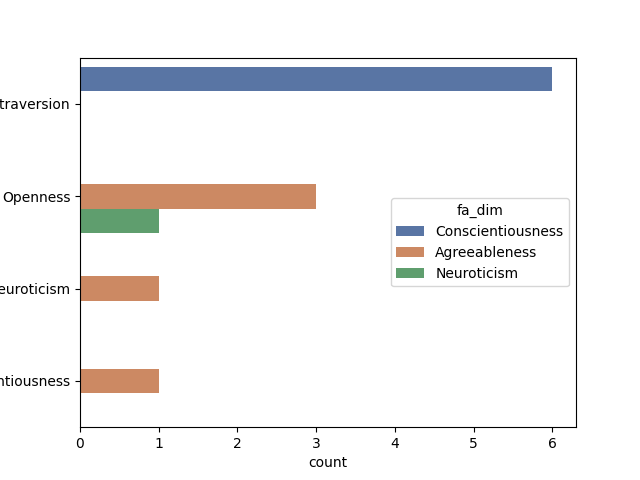 traversion
Openness
euroticism
ntiousness
fa_dim
Conscientiousness
Agreeableness
Neuroticism
0 1 2 3 4 5 6
count